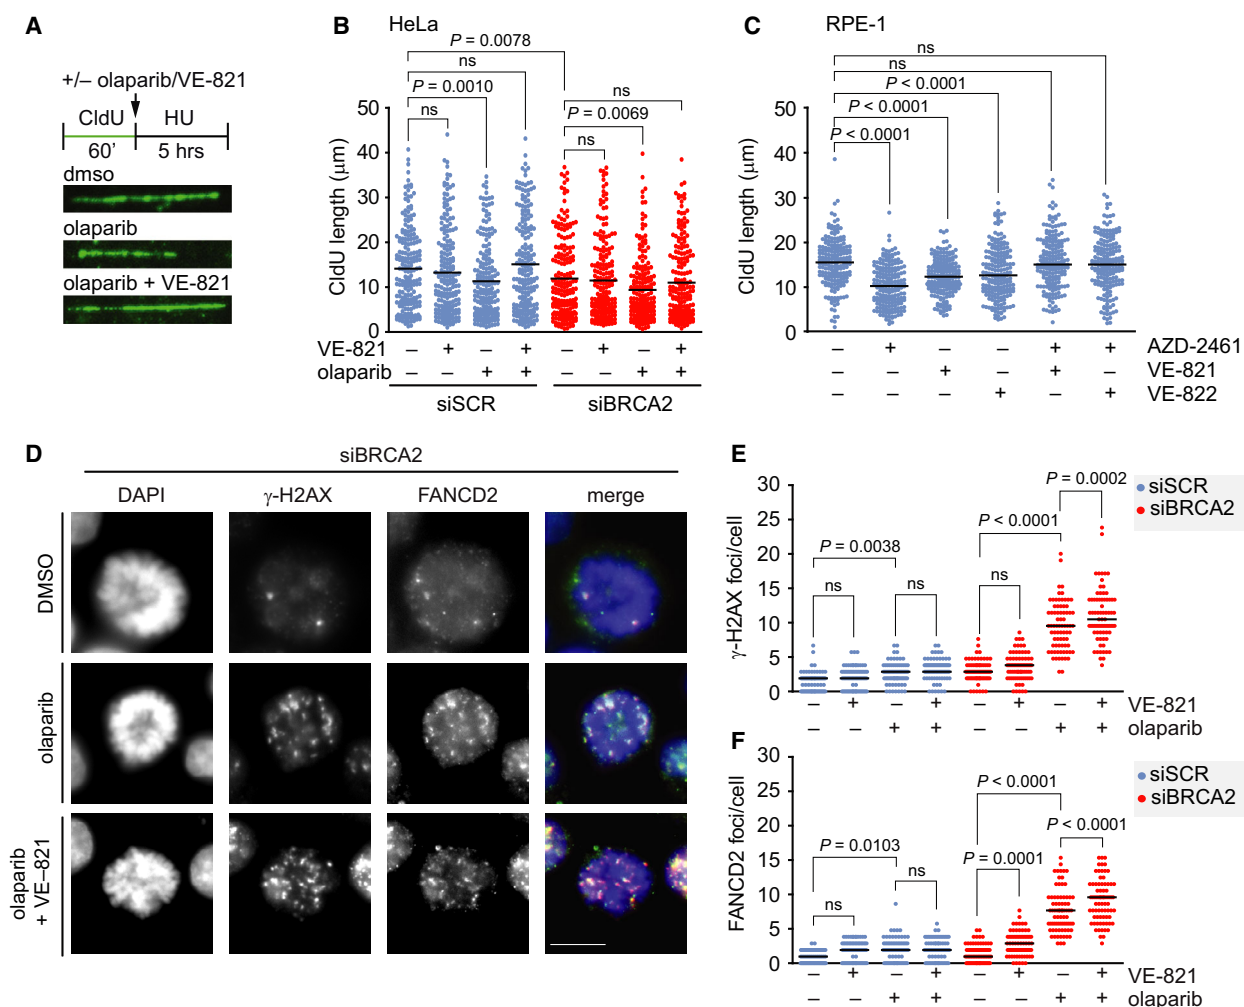 A
+/– olaparib/VE-821
CldU HU
60' 5 hrs
dmso
olaparib
olaparib + VE-821
B HeLa
P = 0.0078
ns
P = 0.0010
ns
ns
P = 0.0069
ns
CldU length (μm)
50
40
30
20
10
0
VE-821 – + – + – + – +
olaparib – – + + – – + +
siSCR siBRCA2
C RPE-1
ns
ns
P < 0.0001
P < 0.0001
P < 0.0001
CldU length (μm)
50
40
30
20
10
0
– + – – + + AZD-2461
– – + – + – VE-821
– – – + – + VE-822
D
siBRCA2
DAPI γ-H2AX FANCD2 merge
DMSO
olaparib
olaparib
+ VE–821
E
γ-H2AX foci/cell
30
25
20
15
10
5
0
P = 0.0038
ns
ns
P < 0.0001
ns
P = 0.0002
siSCR
siBRCA2
– + – + – + – + VE-821
– – + + – – + + olaparib
F
FANCD2 foci/cell
30
25
20
15
10
5
0
P = 0.0103
ns
ns
P < 0.0001
P = 0.0001
P < 0.0001
siSCR
siBRCA2
– + – + – + – + VE-821
– – + + – – + + olaparib